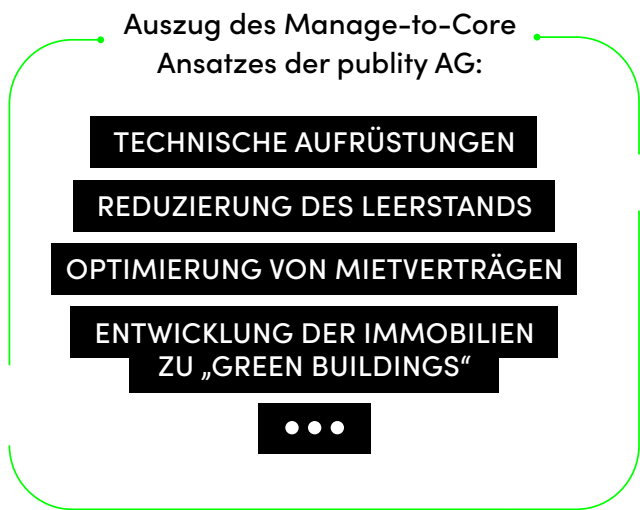 Auszug des Manage-to-Core
Ansatzes der publity AG:
TECHNISCHE AUFRÜSTUNGEN
REDUZIERUNG DES LEERSTANDS
OPTIMIERUNG VON MIETVERTRÄGEN
ENTWICKLUNG DER IMMOBILIEN
ZU „GREEN BUILDINGS“
●●●